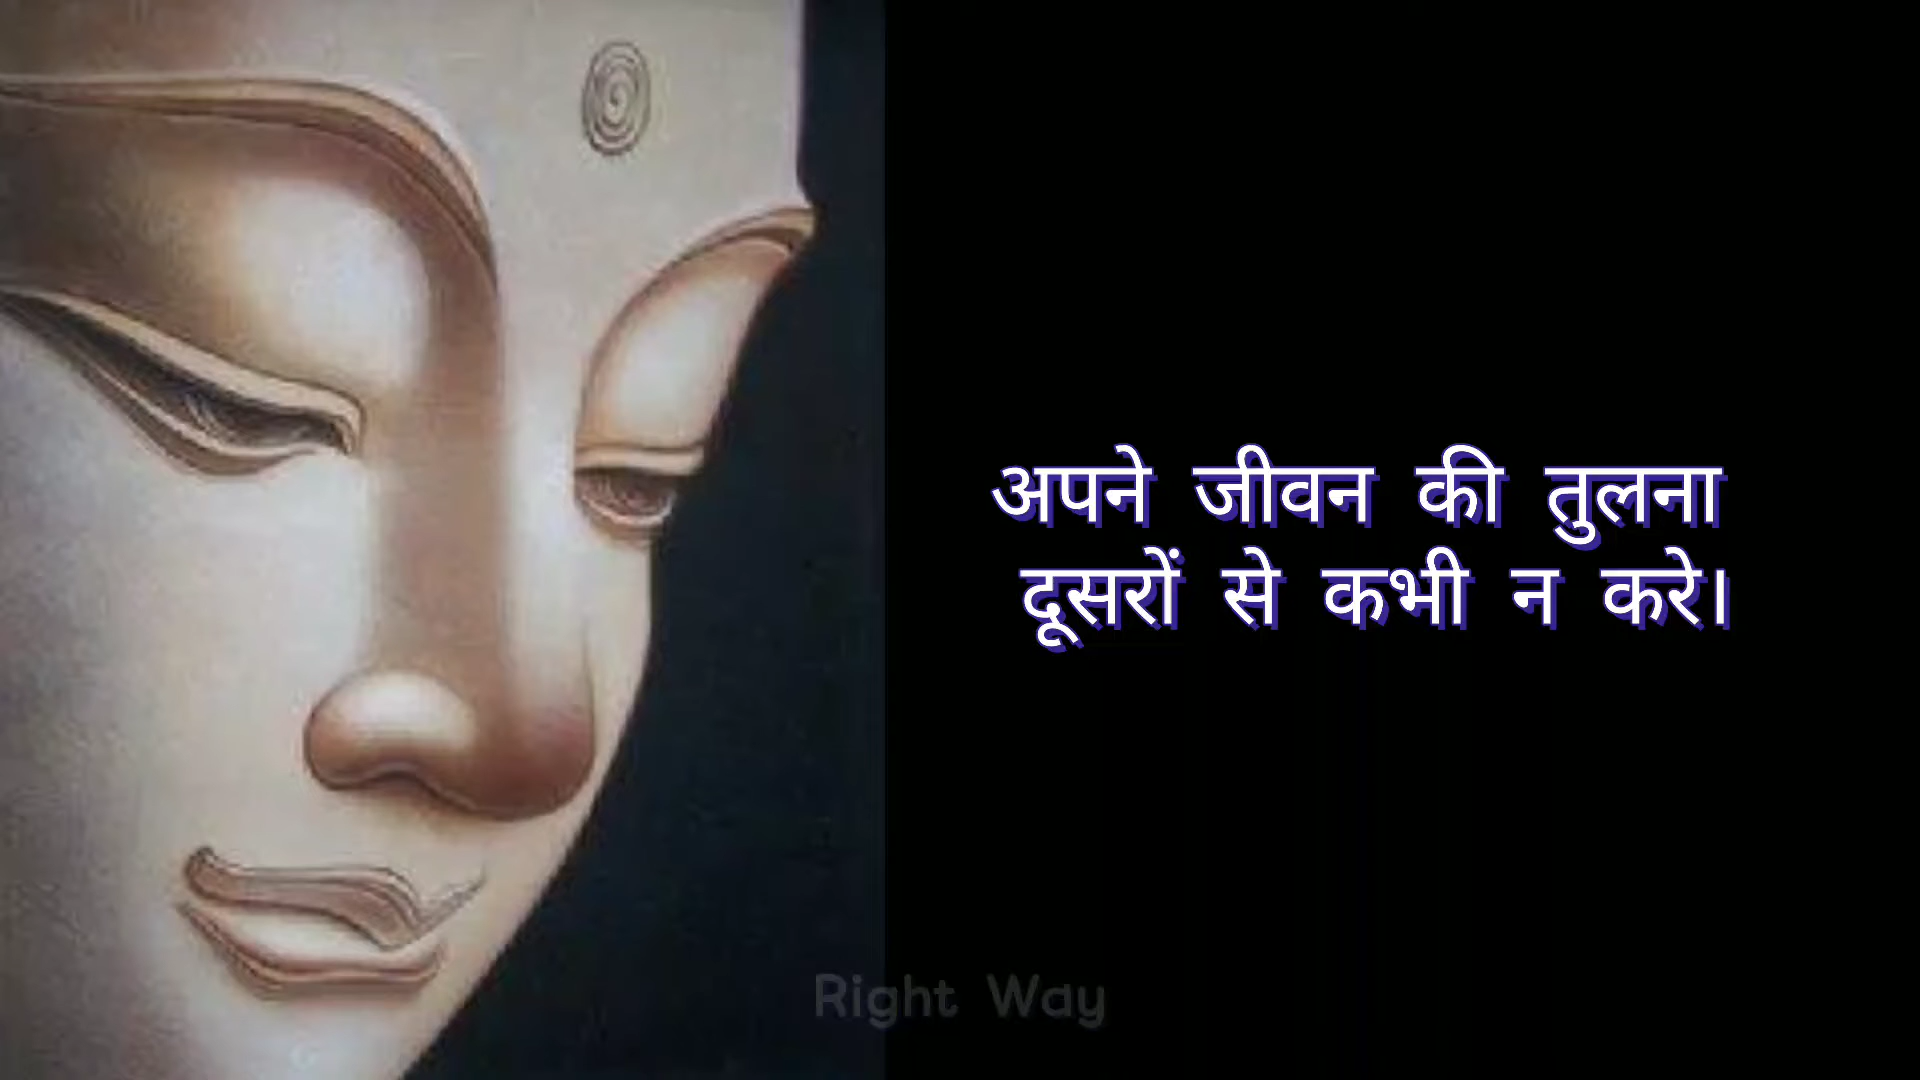 अपने जीवन की तुलना
दूसरों से कभी न करे।
Right Way